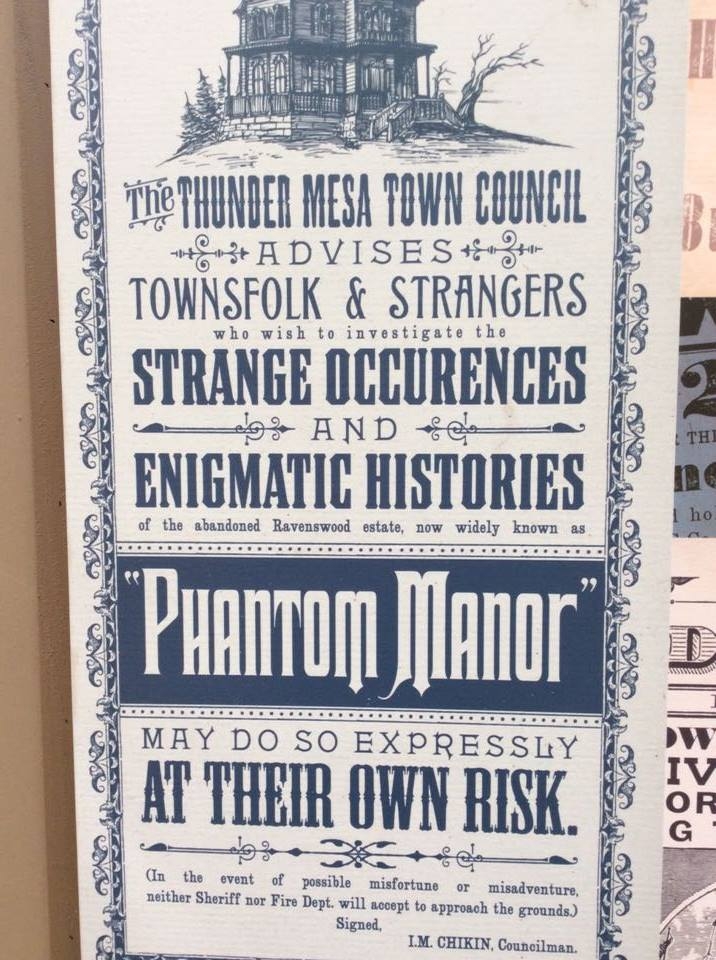 The THUNDER MESA TOWN COUNCIL
ADVISES
TOWNSFOLK & STRANGERS
who wish to investigate the
STRANGE OCCURENCES
AND
ENIGMATIC HISTORIES
of the abandoned Ravenswood estate, now widely known as
"PHANTOM MANOR"
MAY DO SO EXPRESSLY
AT THEIR OWN RISK.
(In the event of possible misfortune or misadventure,
neither Sheriff nor Fire Dept. will accept to approach the grounds.)
Signed,
I.M. CHIKIN, Councilman.